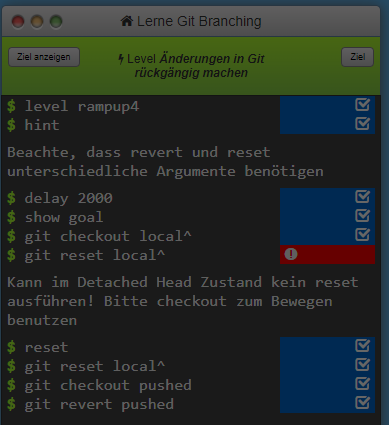 Lerne Git Branching
Ziel anzeigen
Level Änderungen in Git
rückgängig machen
Ziel
$ level rampup4
$ hint
Beachte, dass revert und reset
unterschiedliche Argumente benötigen
$ delay 2000
$ show goal
$ git checkout local^
$ git reset local^
Kann im Detached Head Zustand kein reset
ausführen! Bitte checkout zum Bewegen
benutzen
$ reset
$ git reset local^
$ git checkout pushed
$ git revert pushed